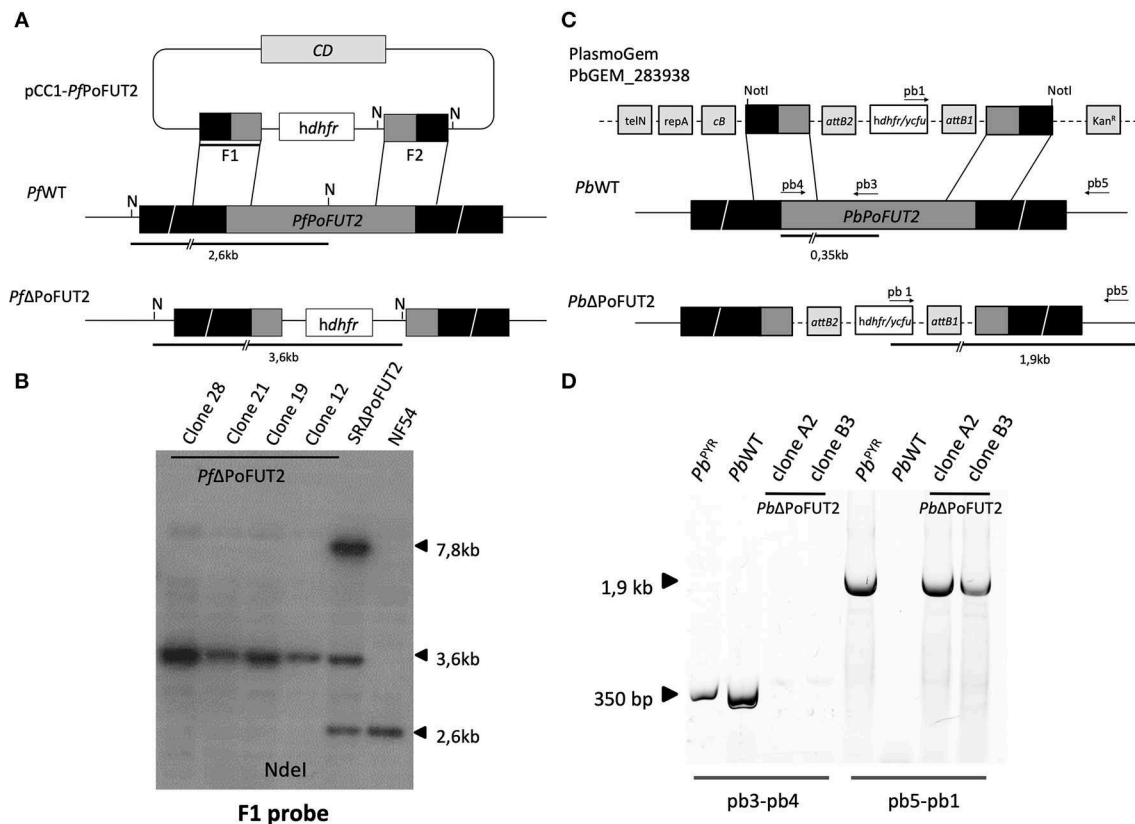 A
CD
pCC1-PfPoFUT2
N
N
hdhfr
F1
F2
PfWT
N
N
PfPoFUT2
2,6kb
PfΔPoFUT2
N
N
hdhfr
3,6kb
B
Clone 28
Clone 21
Clone 19
Clone 12
SRΔPoFUT2
NF54
PfΔPoFUT2
7,8kb
3,6kb
2,6kb
NdeI
F1 probe
C
PlasmoGem
PbGEM_283938
NotI
pb1
NotI
telN
repA
cB
attB2
hdhfr/ycfu
attB1
KanR
PbWT
pb4
pb3
pb5
PbPoFUT2
0,35kb
PbΔPoFUT2
pb 1
pb5
attB2
hdhfr/ycfu
attB1
1,9kb
D
PbPYR
PbWT
clone A2
clone B3
PbPYR
PbWT
clone A2
clone B3
PbΔPoFUT2
PbΔPoFUT2
1,9 kb
350 bp
pb3-pb4
pb5-pb1